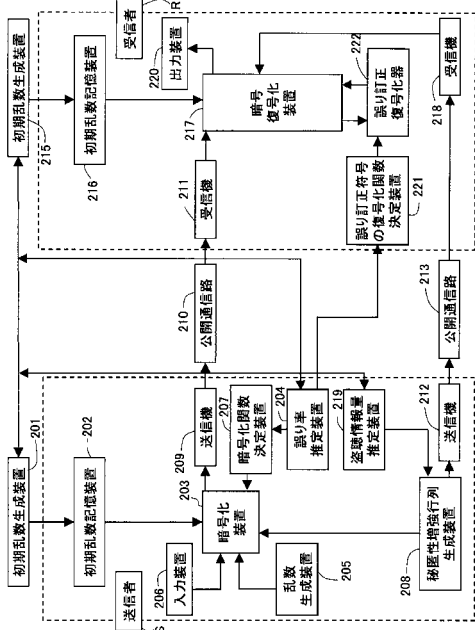 送信者
S
201
初期乱数生成装置
202
初期乱数記憶装置
203
暗号化
装置
206
入力装置
乱数
生成装置
205
207
暗号化関数
決定装置
204
誤り率
推定装置
219
盗聴情報量
推定装置
208
秘匿性増強行列
生成装置
209
送信機
212
送信機
210
公開通信路
213
公開通信路
受信者
R
215
初期乱数生成装置
216
初期乱数記憶装置
211
受信機
217
暗号
復号化
装置
220
出力装置
222
誤り訂正
復号化器
221
誤り訂正符号
の復号化関数
決定装置
218
受信機